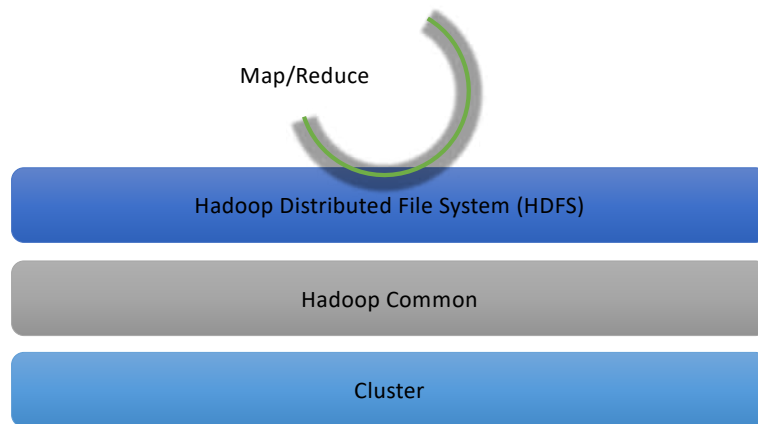 Map/Reduce
Hadoop Distributed File System (HDFS)
Hadoop Common
Cluster